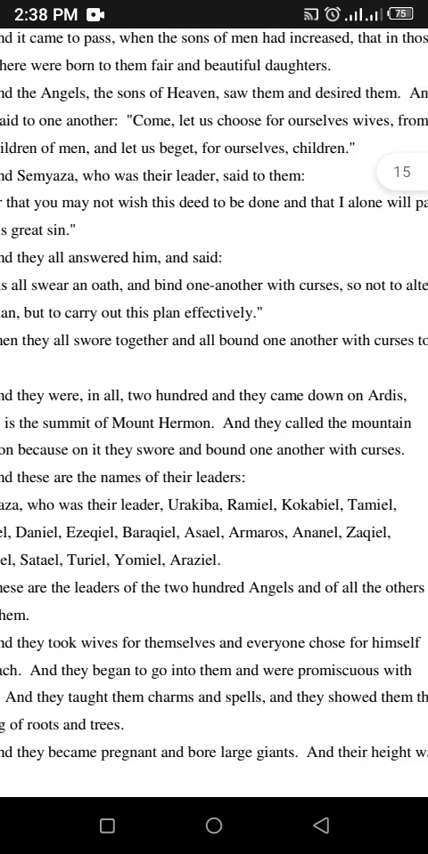 2:38 PM 75
nd it came to pass, when the sons of men had increased, that in thos
here were born to them fair and beautiful daughters.
nd the Angels, the sons of Heaven, saw them and desired them. An
aid to one another: "Come, let us choose for ourselves wives, from
ildren of men, and let us beget, for ourselves, children."
nd Semyaza, who was their leader, said to them:
15
r that you may not wish this deed to be done and that I alone will pa
s great sin."
nd they all answered him, and said:
s all swear an oath, and bind one-another with curses, so not to alte
an, but to carry out this plan effectively."
en they all swore together and all bound one another with curses to
nd they were, in all, two hundred and they came down on Ardis,
is the summit of Mount Hermon. And they called the mountain
on because on it they swore and bound one another with curses.
nd these are the names of their leaders:
aza, who was their leader, Urakiba, Ramiel, Kokabiel, Tamiel,
el, Daniel, Ezeqiel, Baraqiel, Asael, Armaros, Ananel, Zaqiel,
el, Satael, Turiel, Yomiel, Araziel.
ese are the leaders of the two hundred Angels and of all the others
hem.
nd they took wives for themselves and everyone chose for himself
ach. And they began to go into them and were promiscuous with
And they taught them charms and spells, and they showed them th
g of roots and trees.
nd they became pregnant and bore large giants. And their height w